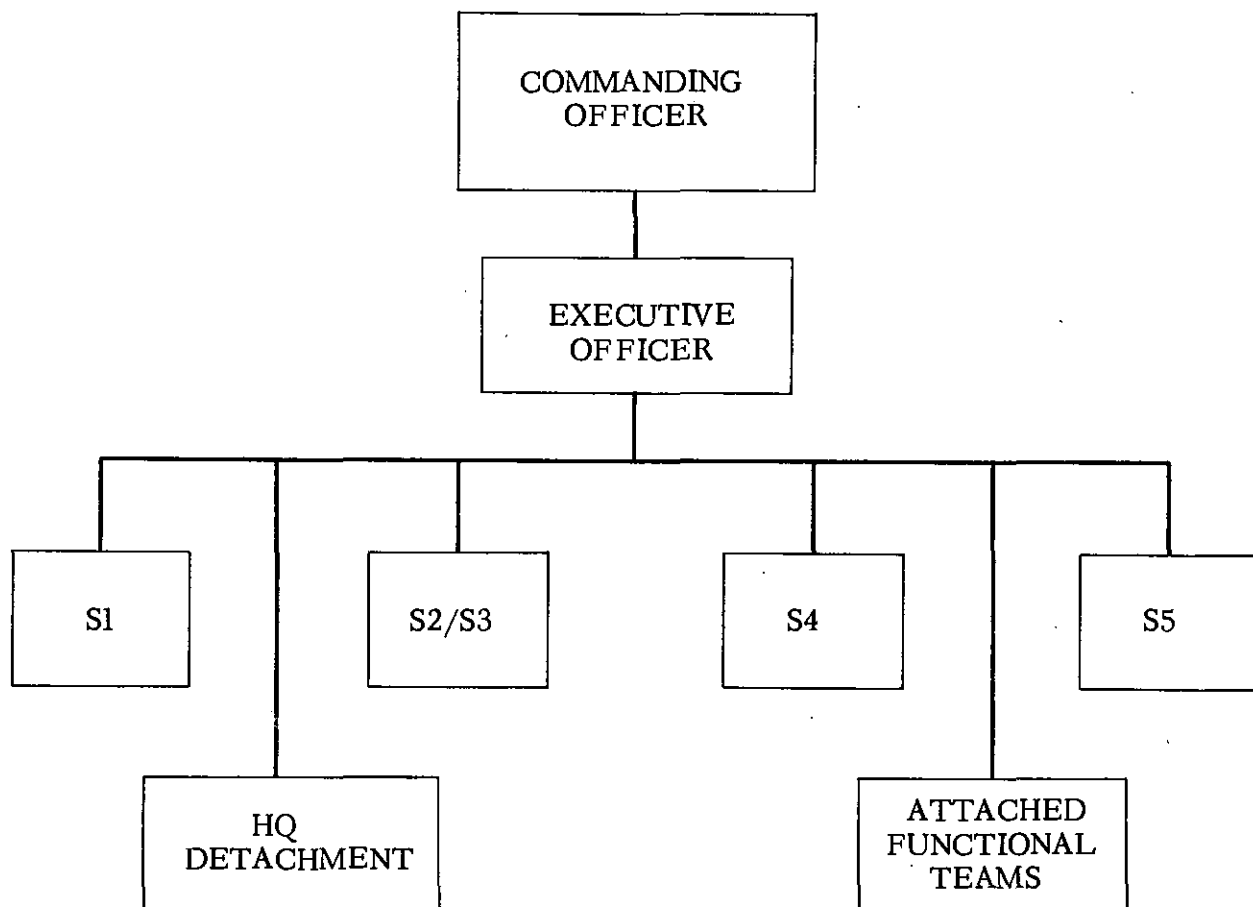 COMMANDING
OFFICER
EXECUTIVE
OFFICER
S1
S2/S3
S4
S5
HQ
DETACHMENT
ATTACHED
FUNCTIONAL
TEAMS